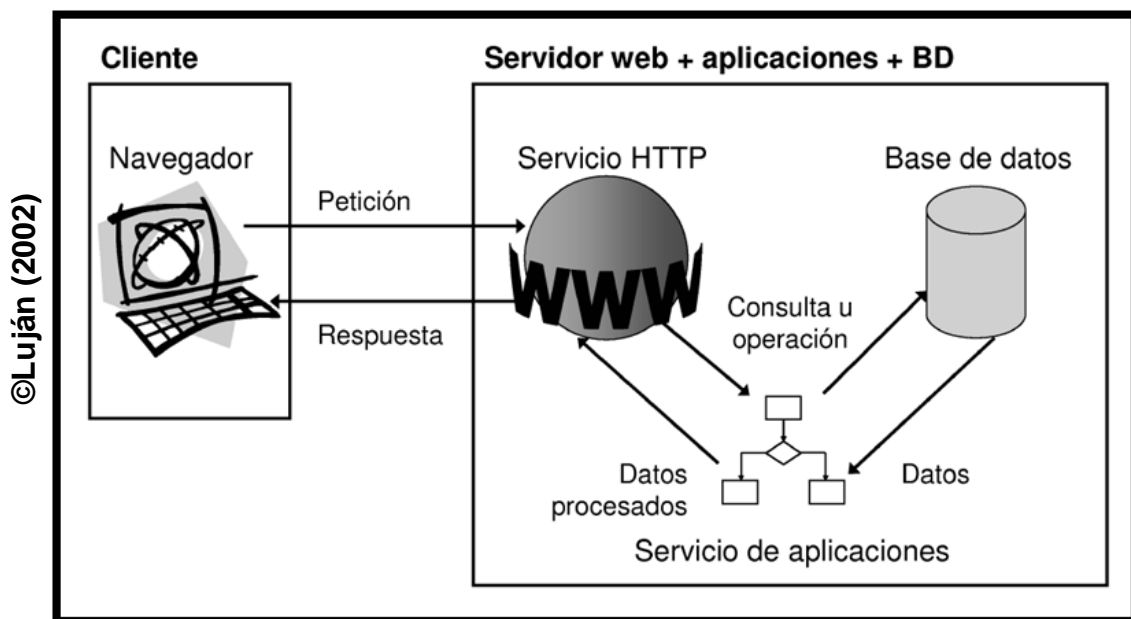 ©Luján (2002)
Cliente
Servidor web + aplicaciones + BD
Navegador
Servicio HTTP
Base de datos
Petición
WWW
Respuesta
Consulta u
operación
Datos
procesados
Datos
Servicio de aplicaciones